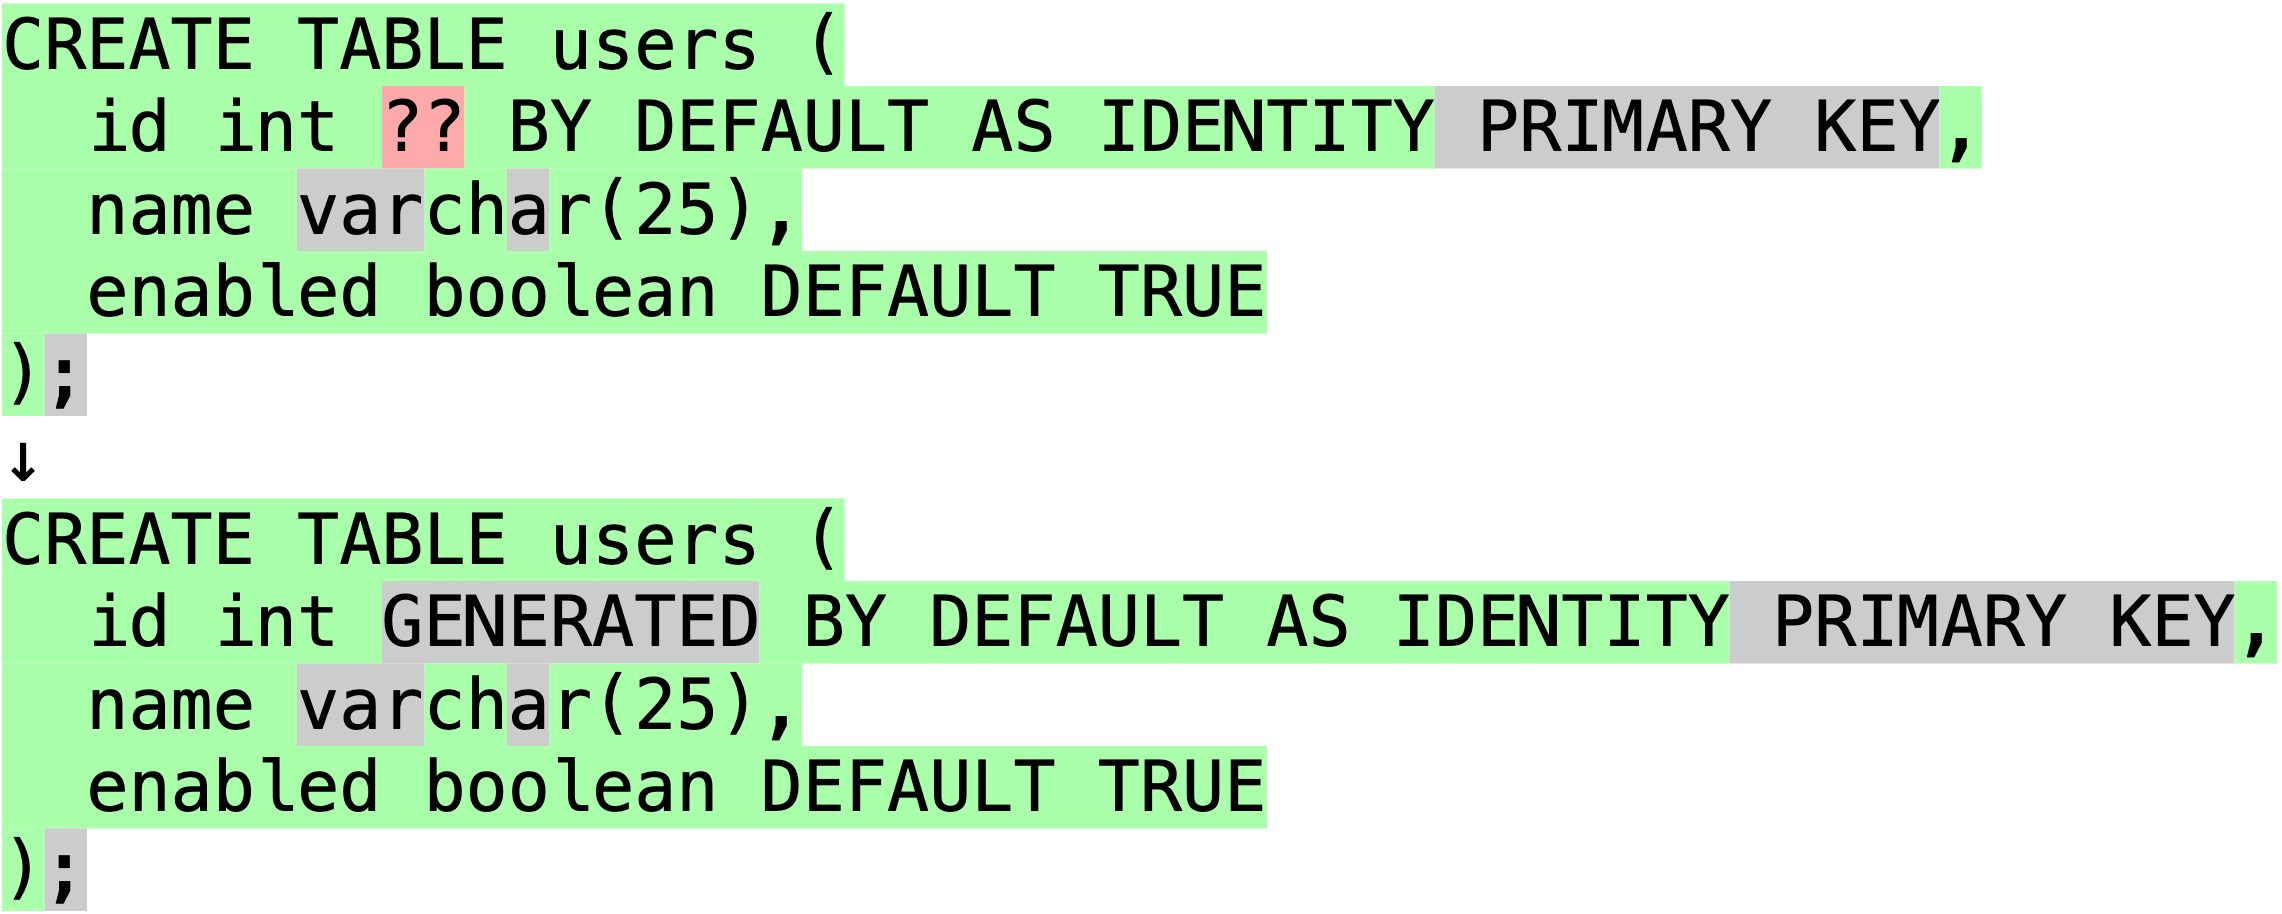 CREATE TABLE users (
  id int ?? BY DEFAULT AS IDENTITY PRIMARY KEY,
  name varchar(25),
  enabled boolean DEFAULT TRUE
);
↓
CREATE TABLE users (
  id int GENERATED BY DEFAULT AS IDENTITY PRIMARY KEY,
  name varchar(25),
  enabled boolean DEFAULT TRUE
);